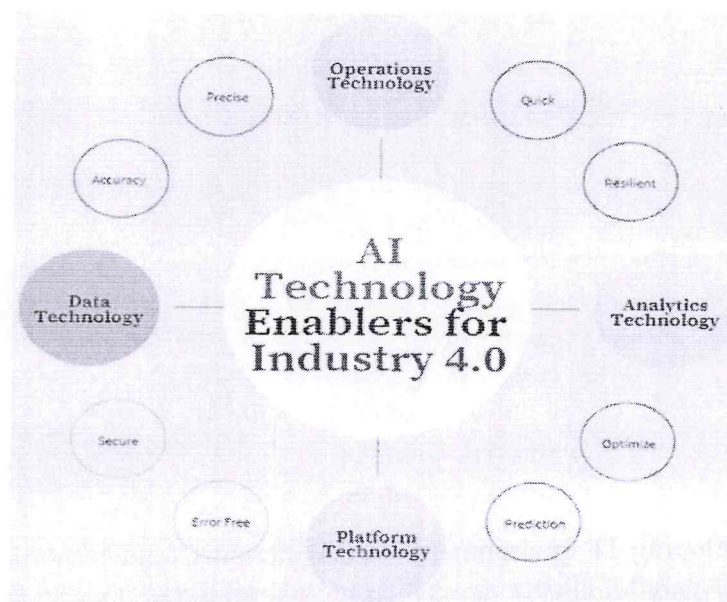 Operations
Technology
Precise
Quick
Accuracy
Resilient
AI
Technology
Enablers for
Industry 4.0
Data
Technology
Analytics
Technology
Secure
Optimize
Error Free
Prediction
Platform
Technology